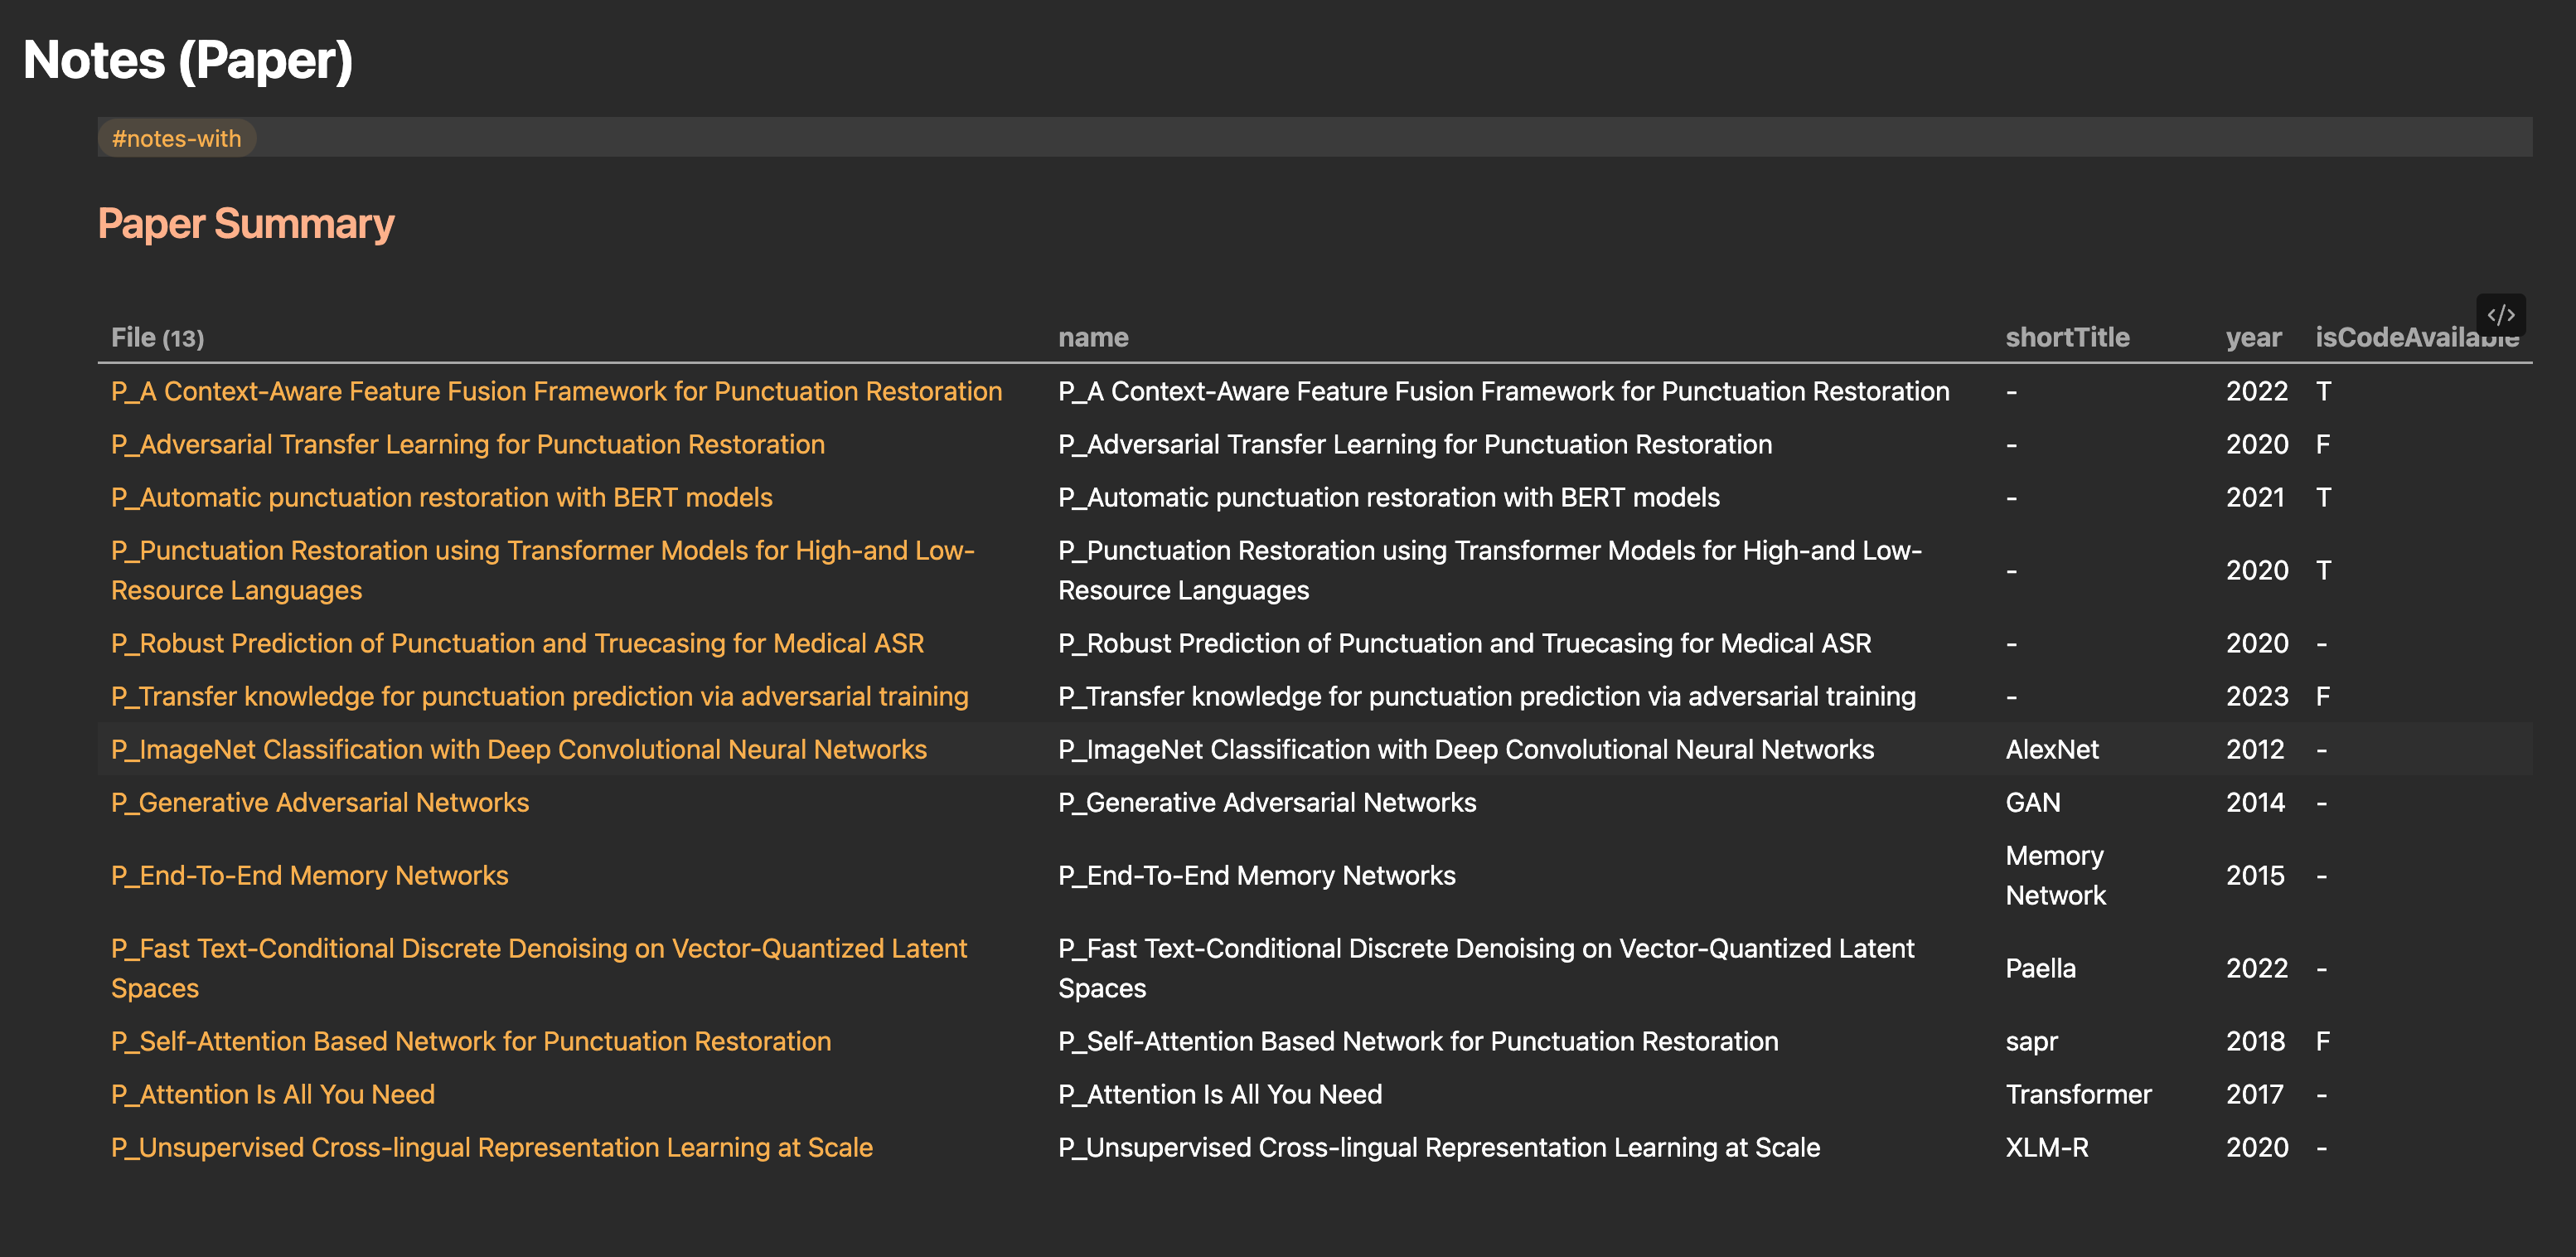 Notes (Paper)
#notes-with
Paper Summary
</>
File (13) name shortTitle year isCodeAvailable
P_A Context-Aware Feature Fusion Framework for Punctuation Restoration P_A Context-Aware Feature Fusion Framework for Punctuation Restoration - 2022 T
P_Adversarial Transfer Learning for Punctuation Restoration P_Adversarial Transfer Learning for Punctuation Restoration - 2020 F
P_Automatic punctuation restoration with BERT models P_Automatic punctuation restoration with BERT models - 2021 T
P_Punctuation Restoration using Transformer Models for High-and Low-
Resource Languages
P_Punctuation Restoration using Transformer Models for High-and Low-
Resource Languages
- 2020 T
P_Robust Prediction of Punctuation and Truecasing for Medical ASR P_Robust Prediction of Punctuation and Truecasing for Medical ASR - 2020 -
P_Transfer knowledge for punctuation prediction via adversarial training P_Transfer knowledge for punctuation prediction via adversarial training - 2023 F
P_ImageNet Classification with Deep Convolutional Neural Networks P_ImageNet Classification with Deep Convolutional Neural Networks AlexNet 2012 -
P_Generative Adversarial Networks P_Generative Adversarial Networks GAN 2014 -
P_End-To-End Memory Networks P_End-To-End Memory Networks
Memory
Network
2015 -
P_Fast Text-Conditional Discrete Denoising on Vector-Quantized Latent
Spaces
P_Fast Text-Conditional Discrete Denoising on Vector-Quantized Latent
Spaces
Paella 2022 -
P_Self-Attention Based Network for Punctuation Restoration P_Self-Attention Based Network for Punctuation Restoration sapr 2018 F
P_Attention Is All You Need P_Attention Is All You Need Transformer 2017 -
P_Unsupervised Cross-lingual Representation Learning at Scale P_Unsupervised Cross-lingual Representation Learning at Scale XLM-R 2020 -